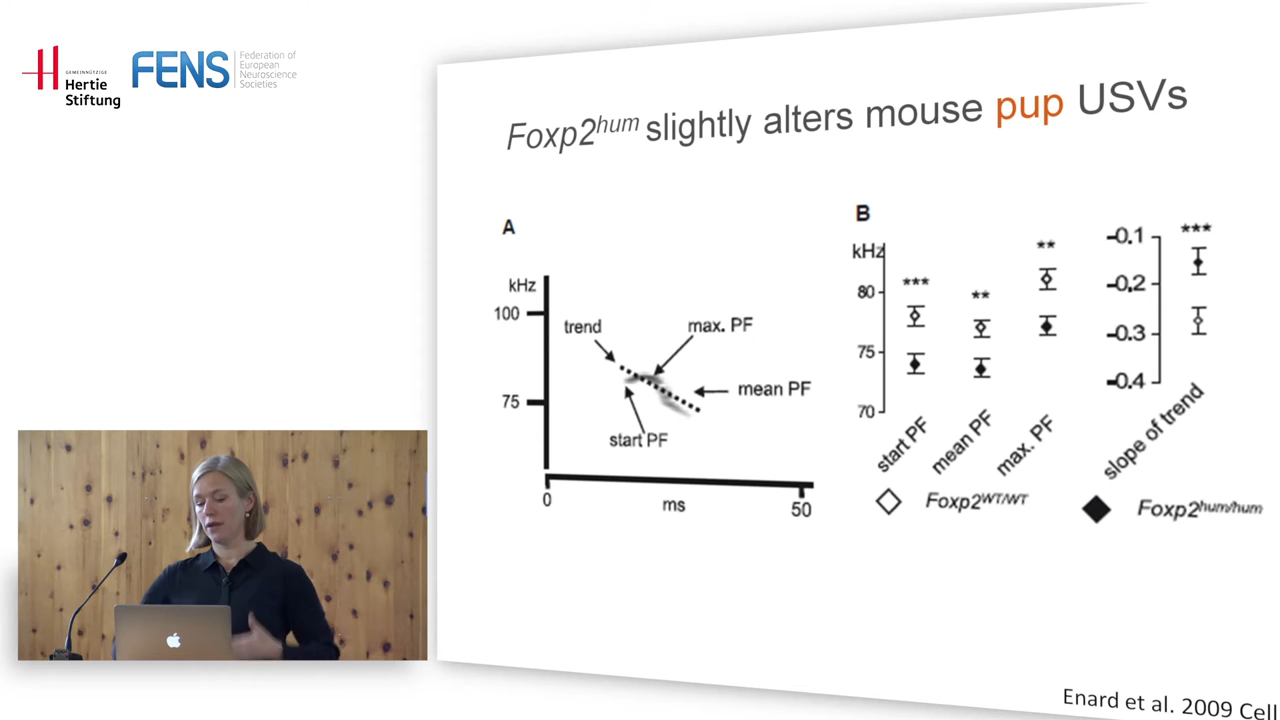 GEMEINNÜTZIGE
Hertie
Stiftung
FENS
Federation of
European
Neuroscience
Societies
Foxp2hum slightly alters mouse pup USVs
A
kHz
100
75
trend
max. PF
mean PF
start PF
0
ms
50
B
kHz
80
75
70
***
**
**
start PF
mean PF
max. PF
–0.1
–0.2
–0.3
–0.4
***
slope of trend
Foxp2WT/WT
Foxp2hum/hum
Enard et al. 2009 Cell